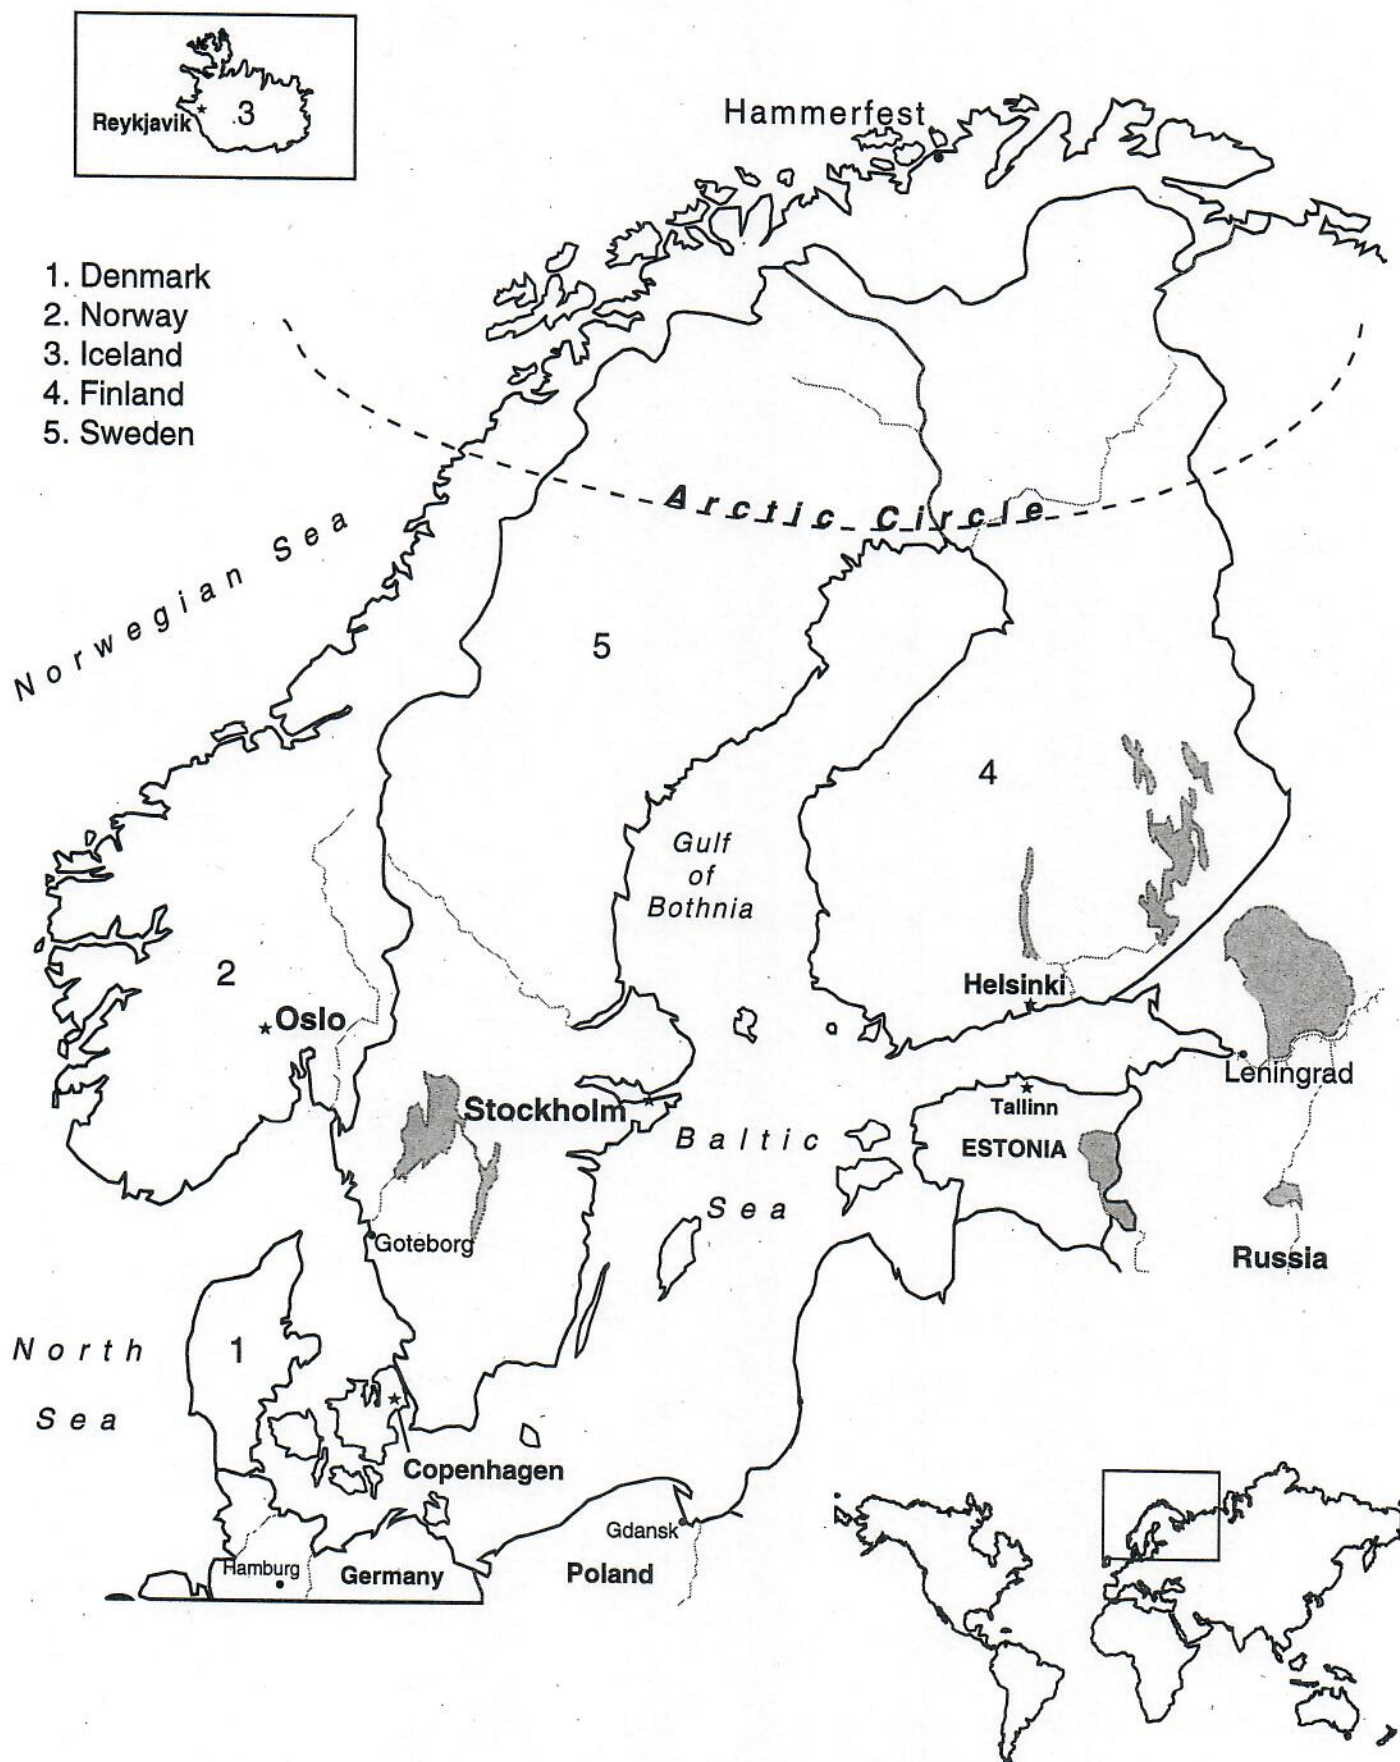 Reykjavik
3
Hammerfest
1. Denmark
2. Norway
3. Iceland
4. Finland
5. Sweden
Arctic Circle
Norwegian Sea
5
4
Gulf
of
Bothnia
2
Oslo
Helsinki
Leningrad
Stockholm
Tallinn
ESTONIA
Baltic
Sea
Goteborg
Russia
North
Sea
1
Copenhagen
Gdansk
Hamburg
Germany
Poland